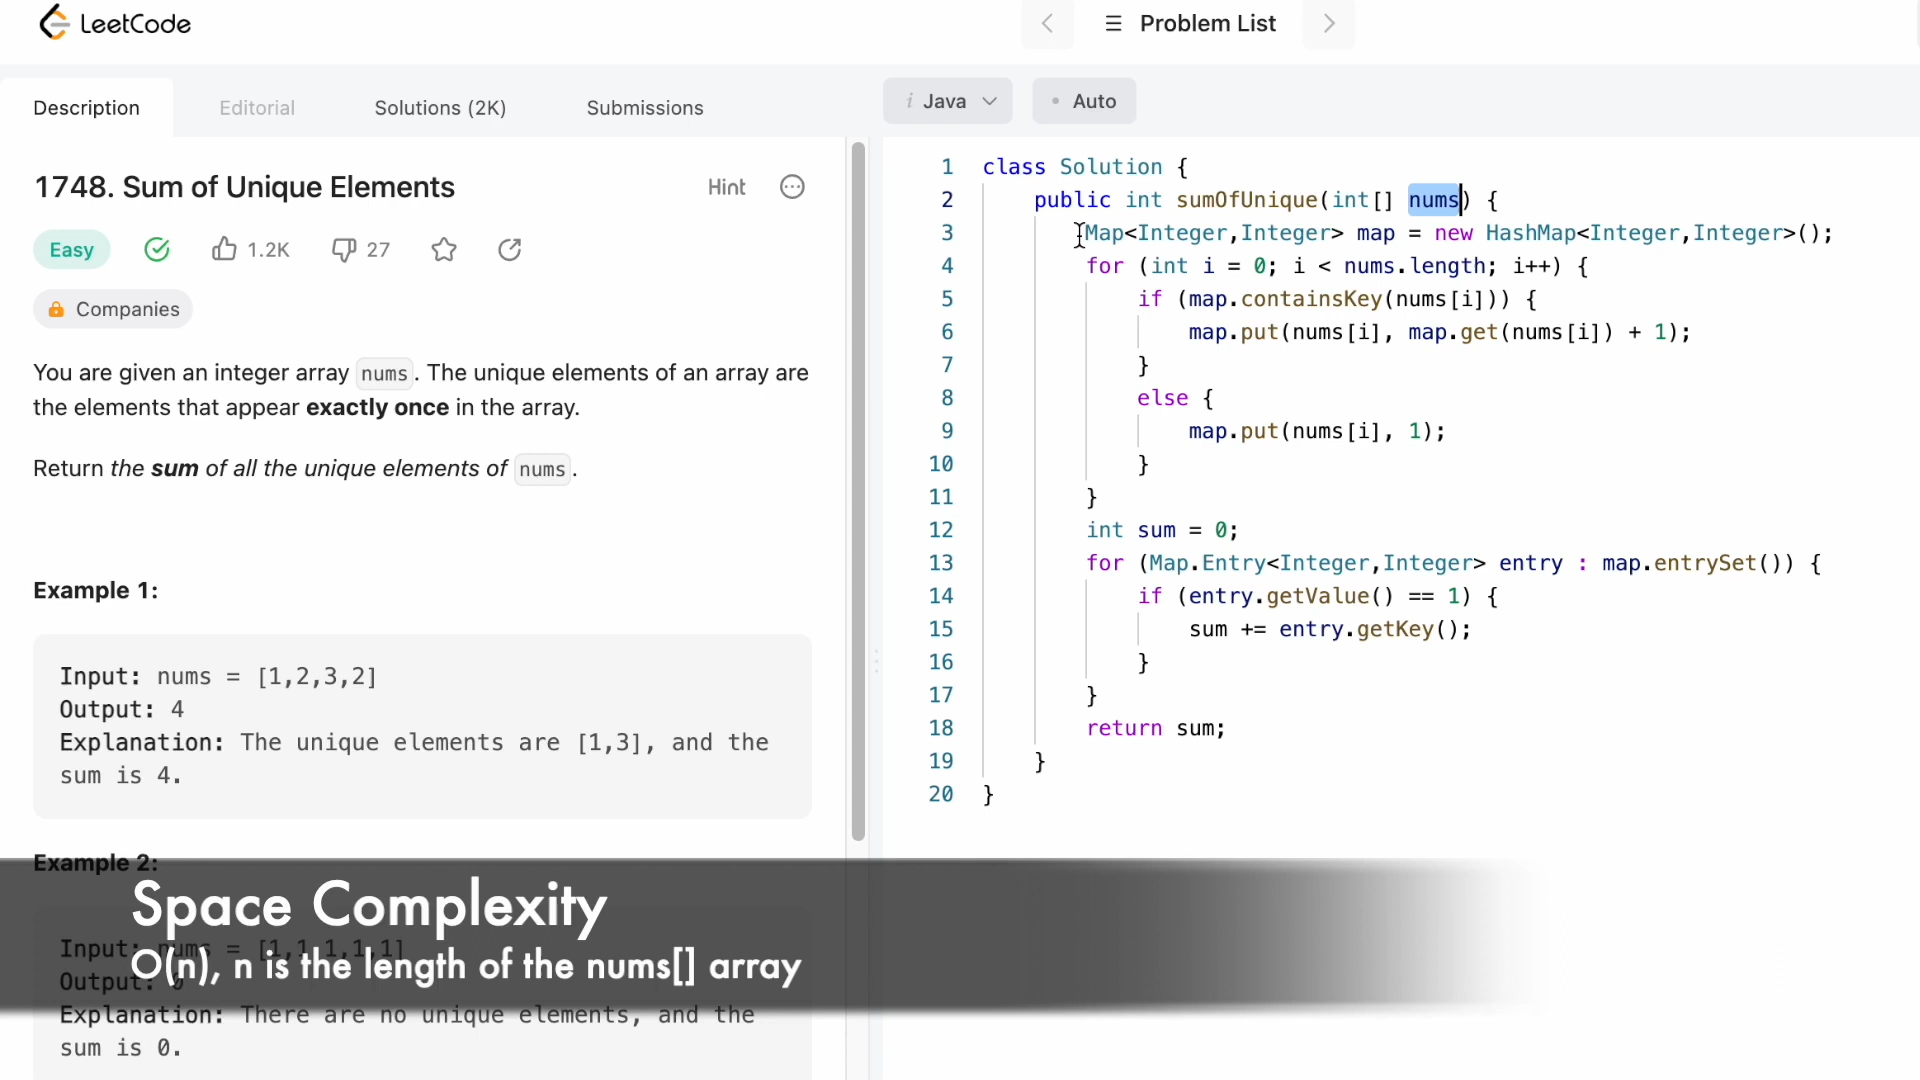 LeetCode
Problem List
Description
Editorial
Solutions (2K)
Submissions
i Java
Auto
1748. Sum of Unique Elements
Hint
Easy
1.2K
27
Companies
You are given an integer array nums. The unique elements of an array are
the elements that appear exactly once in the array.
Return the sum of all the unique elements of nums.
Example 1:
Input: nums = [1,2,3,2]
Output: 4
Explanation: The unique elements are [1,3], and the
sum is 4.
Example 2:
Input: nums = [1,1,1,1,1]
Output: 0
Explanation: There are no unique elements, and the
sum is 0.
1 class Solution {
2 public int sumOfUnique(int[] nums) {
3 Map<Integer,Integer> map = new HashMap<Integer,Integer>();
4 for (int i = 0; i < nums.length; i++) {
5 if (map.containsKey(nums[i])) {
6 map.put(nums[i], map.get(nums[i]) + 1);
7 }
8 else {
9 map.put(nums[i], 1);
10 }
11 }
12 int sum = 0;
13 for (Map.Entry<Integer,Integer> entry : map.entrySet()) {
14 if (entry.getValue() == 1) {
15 sum += entry.getKey();
16 }
17 }
18 return sum;
19 }
20 }
Space Complexity
O(n), n is the length of the nums[] array